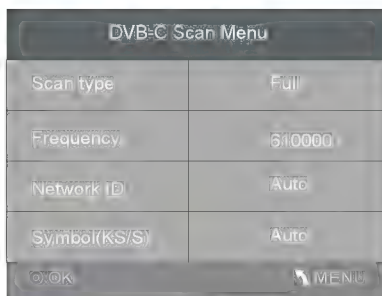 DVB-C Scan Menu
Scan type Full
Frequency 610000
Network ID Auto
Symbol(KS/S) Auto
OK MENU